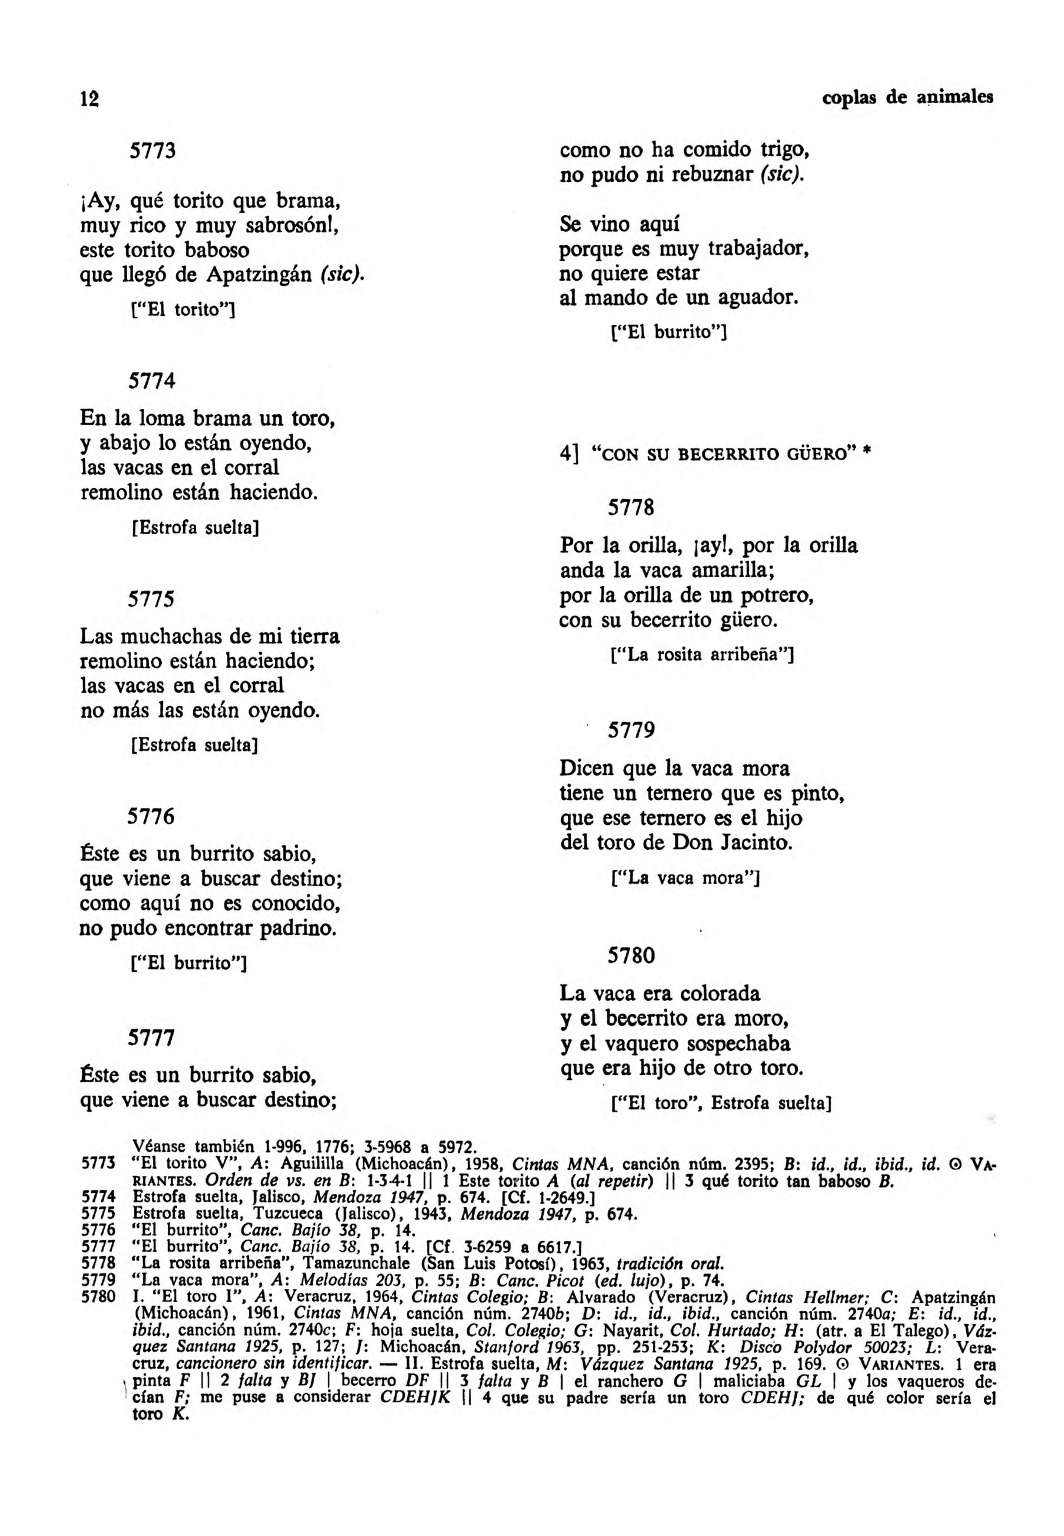 12
coplas de animales
5773
¡Ay, qué torito que brama,
muy rico y muy sabrosón!,
este torito baboso
que llegó de Apatzingán (sic).
["El torito"]
5774
En la loma brama un toro,
y abajo lo están oyendo,
las vacas en el corral
remolino están haciendo.
[Estrofa suelta]
5775
Las muchachas de mi tierra
remolino están haciendo;
las vacas en el corral
no más las están oyendo.
[Estrofa suelta]
5776
Éste es un burrito sabio,
que viene a buscar destino;
como aquí no es conocido,
no pudo encontrar padrino.
["El burrito"]
5777
Éste es un burrito sabio,
que viene a buscar destino;
como no ha comido trigo,
no pudo ni rebuznar (sic).
Se vino aquí
porque es muy trabajador,
no quiere estar
al mando de un aguador.
["El burrito"]
4] "CON SU BECERRITO GÜERO" *
5778
Por la orilla, ¡ay!, por la orilla
anda la vaca amarilla;
por la orilla de un potrero,
con su becerrito güero.
["La rosita arribeña"]
5779
Dicen que la vaca mora
tiene un ternero que es pinto,
que ese ternero es el hijo
del toro de Don Jacinto.
["La vaca mora"]
5780
La vaca era colorada
y el becerrito era moro,
y el vaquero sospechaba
que era hijo de otro toro.
["El toro", Estrofa suelta]
Véanse también 1-996, 1776; 3-5968 a 5972.
5773 "El torito V", A: Aguililla (Michoacán), 1958, Cintas MNA, canción núm. 2395; B: id., id., ibid., id. ⊙ VA-
RIANTES. Orden de vs. en B: 1-3-4-1 || 1 Este torito A (al repetir) || 3 qué torito tan baboso B.
5774 Estrofa suelta, Jalisco, Mendoza 1947, p. 674. [Cf. 1-2649.]
5775 Estrofa suelta, Tuzcueca (Jalisco), 1943, Mendoza 1947, p. 674.
5776 "El burrito", Canc. Bajío 38, p. 14.
5777 "El burrito", Canc. Bajío 38, p. 14. [Cf. 3-6259 a 6617.]
5778 "La rosita arribeña", Tamazunchale (San Luis Potosí), 1963, tradición oral.
5779 "La vaca mora", A: Melodías 203, p. 55; B: Canc. Picot (ed. lujo), p. 74.
5780 I. "El toro I", A: Veracruz, 1964, Cintas Colegio; B: Alvarado (Veracruz), Cintas Hellmer; C: Apatzingán
(Michoacán), 1961, Cintas MNA, canción núm. 2740b; D: id., id., ibid., canción núm. 2740a; E: id., id.,
ibid., canción núm. 2740c; F: hoja suelta, Col. Colegio; G: Nayarit, Col. Hurtado; H: (atr. a El Talego), Váz-
quez Santana 1925, p. 127; J: Michoacán, Stanford 1963, pp. 251-253; K: Disco Polydor 50023; L: Vera-
cruz, cancionero sin identificar. — II. Estrofa suelta, M: Vázquez Santana 1925, p. 169. ⊙ VARIANTES. 1 era
pinta F || 2 falta y BJ | becerro DF || 3 falta y B | el ranchero G | maliciaba GL | y los vaqueros de-
cían F; me puse a considerar CDEHJK || 4 que su padre sería un toro CDEHJ; de qué color sería el
toro K.